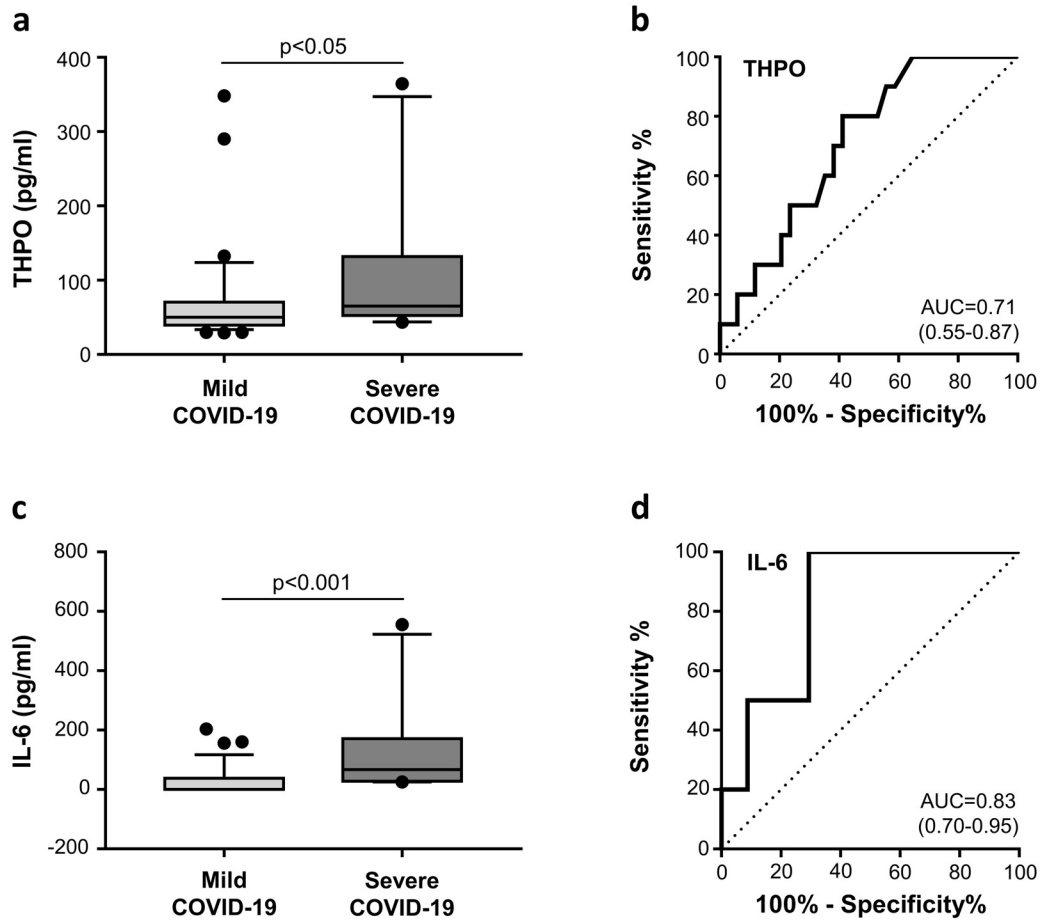 a
p<0.05
400
300
200
100
0
THPO (pg/ml)
Mild
COVID-19
Severe
COVID-19
b
THPO
100
80
60
40
20
0
Sensitivity %
AUC=0.71
(0.55-0.87)
0 20 40 60 80 100
100% - Specificity%
c
p<0.001
800
600
400
200
0
-200
IL-6 (pg/ml)
Mild
COVID-19
Severe
COVID-19
d
IL-6
100
80
60
40
20
0
Sensitivity %
AUC=0.83
(0.70-0.95)
0 20 40 60 80 100
100% - Specificity%